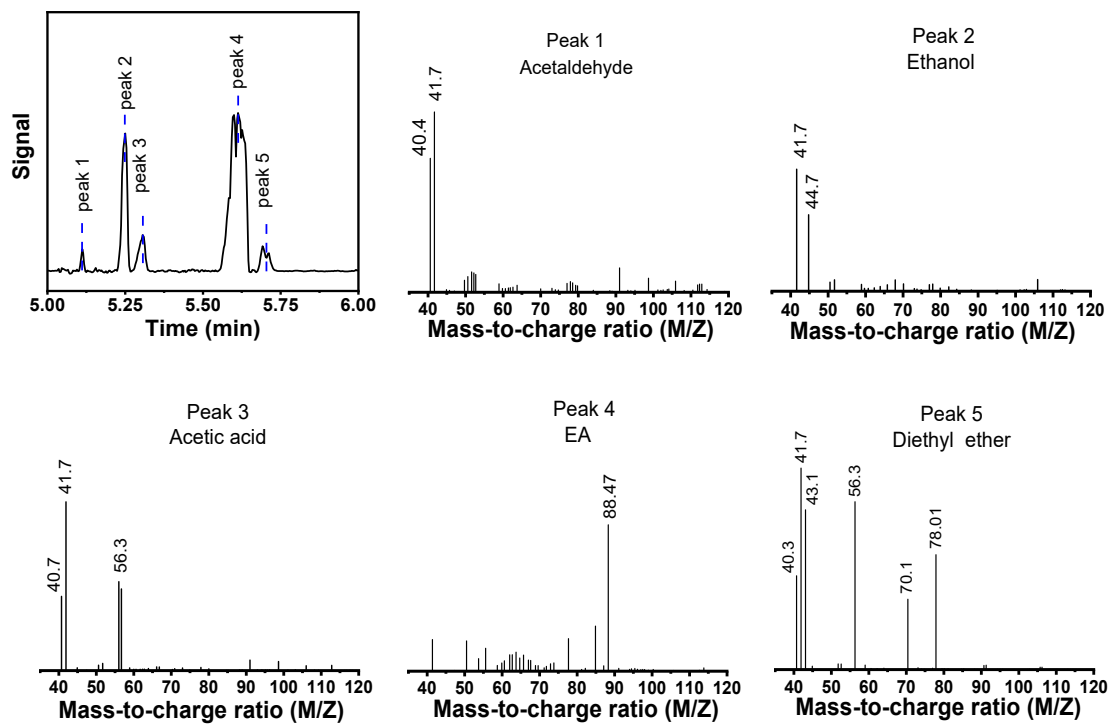 Signal
peak 1
peak 2
peak 3
peak 4
peak 5
5.00 5.25 5.50 5.75 6.00
Time (min)
Peak 1
Acetaldehyde
40.4
41.7
40 50 60 70 80 90 100 110 120
Mass-to-charge ratio (M/Z)
Peak 2
Ethanol
41.7
44.7
40 50 60 70 80 90 100 110 120
Mass-to-charge ratio (M/Z)
Peak 3
Acetic acid
40.7
41.7
56.3
40 50 60 70 80 90 100 110 120
Mass-to-charge ratio (M/Z)
Peak 4
EA
88.47
40 50 60 70 80 90 100 110 120
Mass-to-charge ratio (M/Z)
Peak 5
Diethyl ether
40.3
41.7
43.1
56.3
70.1
78.01
40 50 60 70 80 90 100 110 120
Mass-to-charge ratio (M/Z)